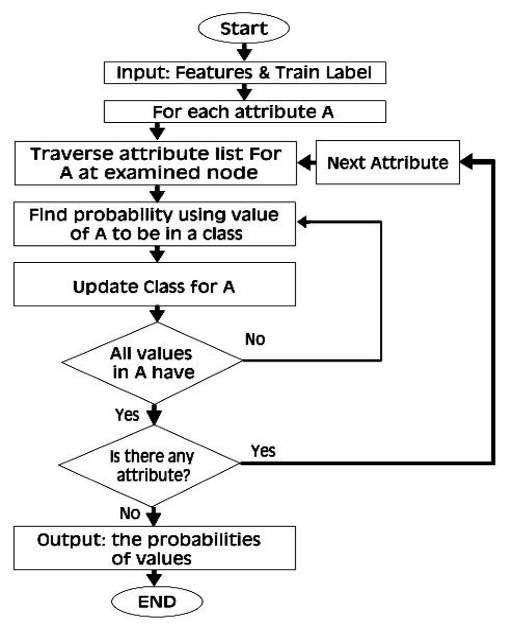 Start
Input: Features & Train Label
For each attribute A
Traverse attribute list For
A at examined node
Next Attribute
Find probability using value
of A to be in a class
Update Class for A
No
All values
in A have
Yes
Is there any
attribute?
Yes
No
Output: the probabilities
of values
END